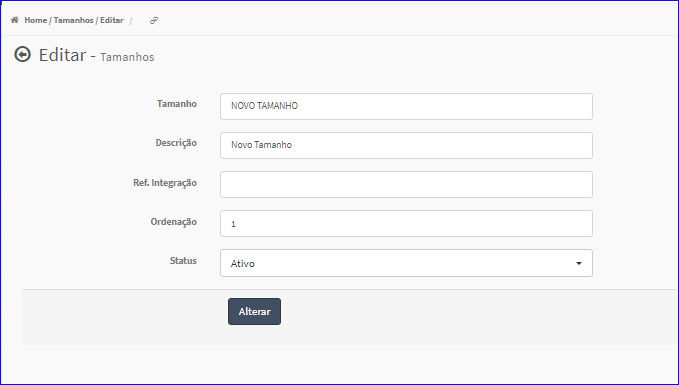 Home / Tamanhos / Editar /
Editar - Tamanhos
Tamanho NOVO TAMANHO
Descrição Novo Tamanho
Ref. Integração
Ordenação 1
Status Ativo
Alterar